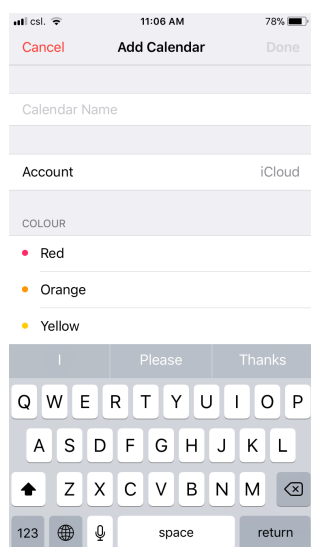 csl. 11:06 AM 78%
Cancel Add Calendar Done
Calendar Name
Account iCloud
COLOUR
Red
Orange
Yellow
I Please Thanks
Q W E R T Y U I O P
A S D F G H J K L
Z X C V B N M
123 space return